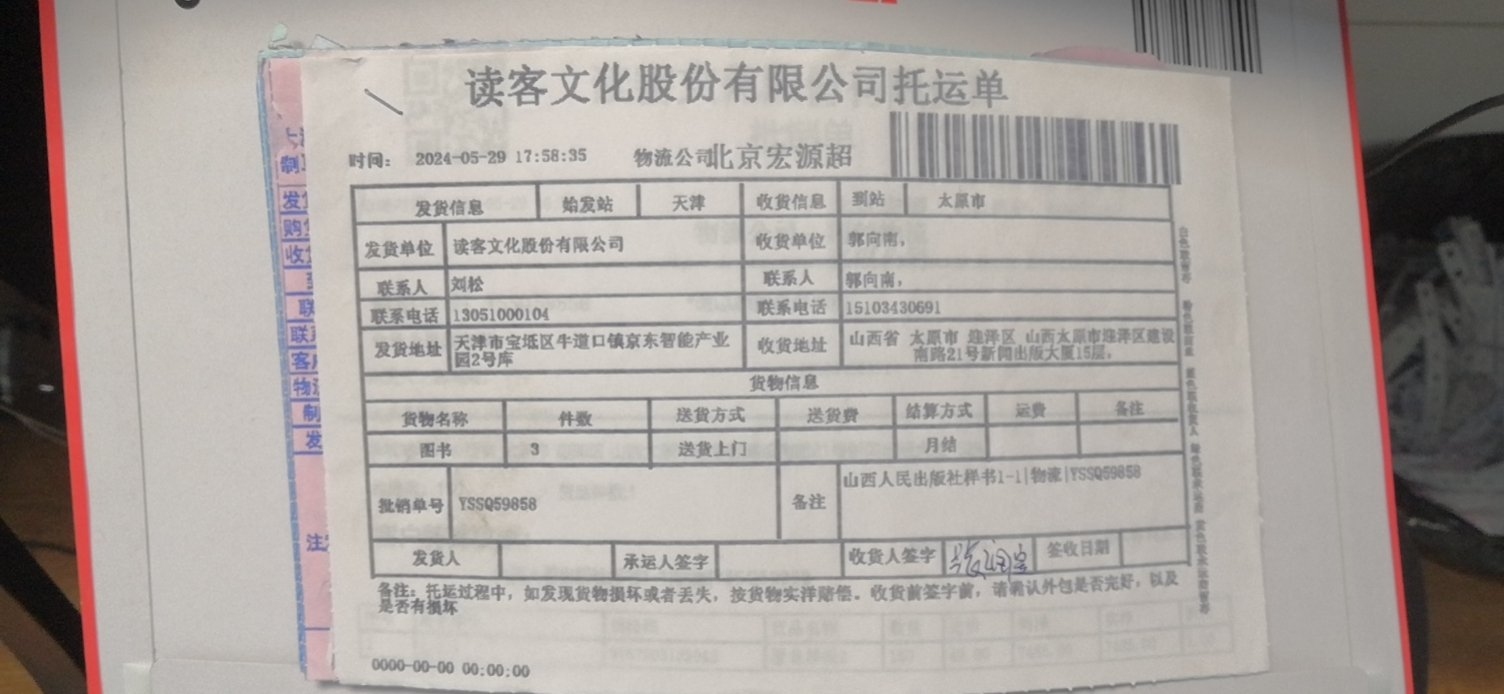 读客文化股份有限公司托运单
时间: 2024-05-29 17:58:35 物流公司北京宏源超
发货信息 始发站 天津 收货信息 到站 太原市
发货单位 读客文化股份有限公司 收货单位 郭向南,
联系人 刘松 联系人 郭向南,
联系电话 13051000104 联系电话 15103430691
发货地址 天津市宝坻区牛道口镇京东智能产业 收货地址 山西省 太原市 迎泽区 山西太原市迎泽区建设
园2号库 南路21号新闻出版大厦15层,
货物信息
货物名称 件数 送货方式 送货费 结算方式 运费 备注
图书 3 送货上门 月结
批销单号 YSSQ59858 备注 山西人民出版社样书1-1|物流|YSSQ59858
发货人 承运人签字 收货人签字 签收日期
备注: 托运过程中, 如发现货物损坏或者丢失, 按货物实洋赔偿。收货前签字前, 请确认外包是否完好, 以及
是否有损坏
0000-00-00 00:00:00
制
发
购
收
联
联系
客
物流
制
发
注